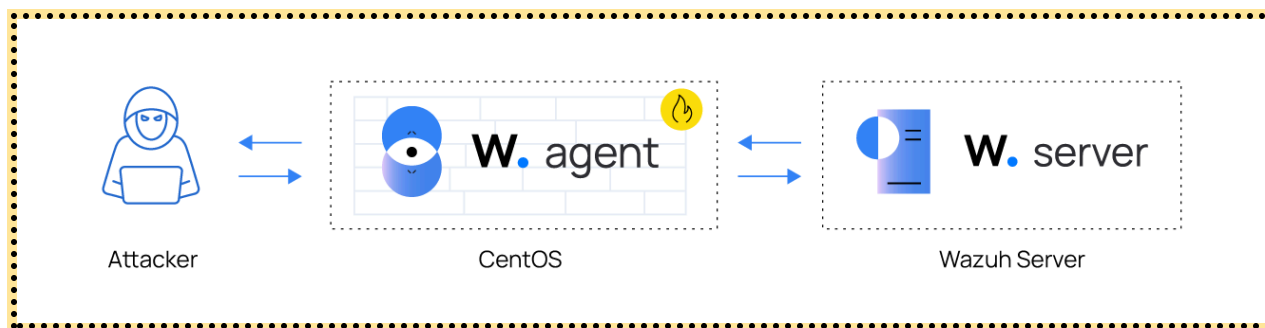 W. agent
W. server
Attacker
CentOS
Wazuh Server